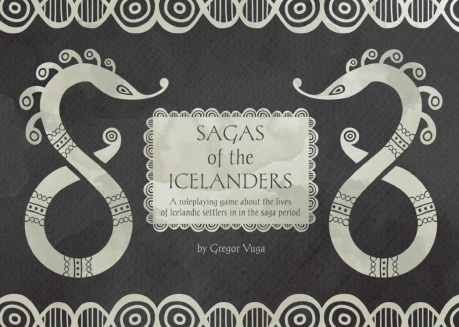 SAGAS
of the
ICELANDERS
A roleplaying game about the lives
of Icelandic settlers in in the saga period
by Gregor Vuga